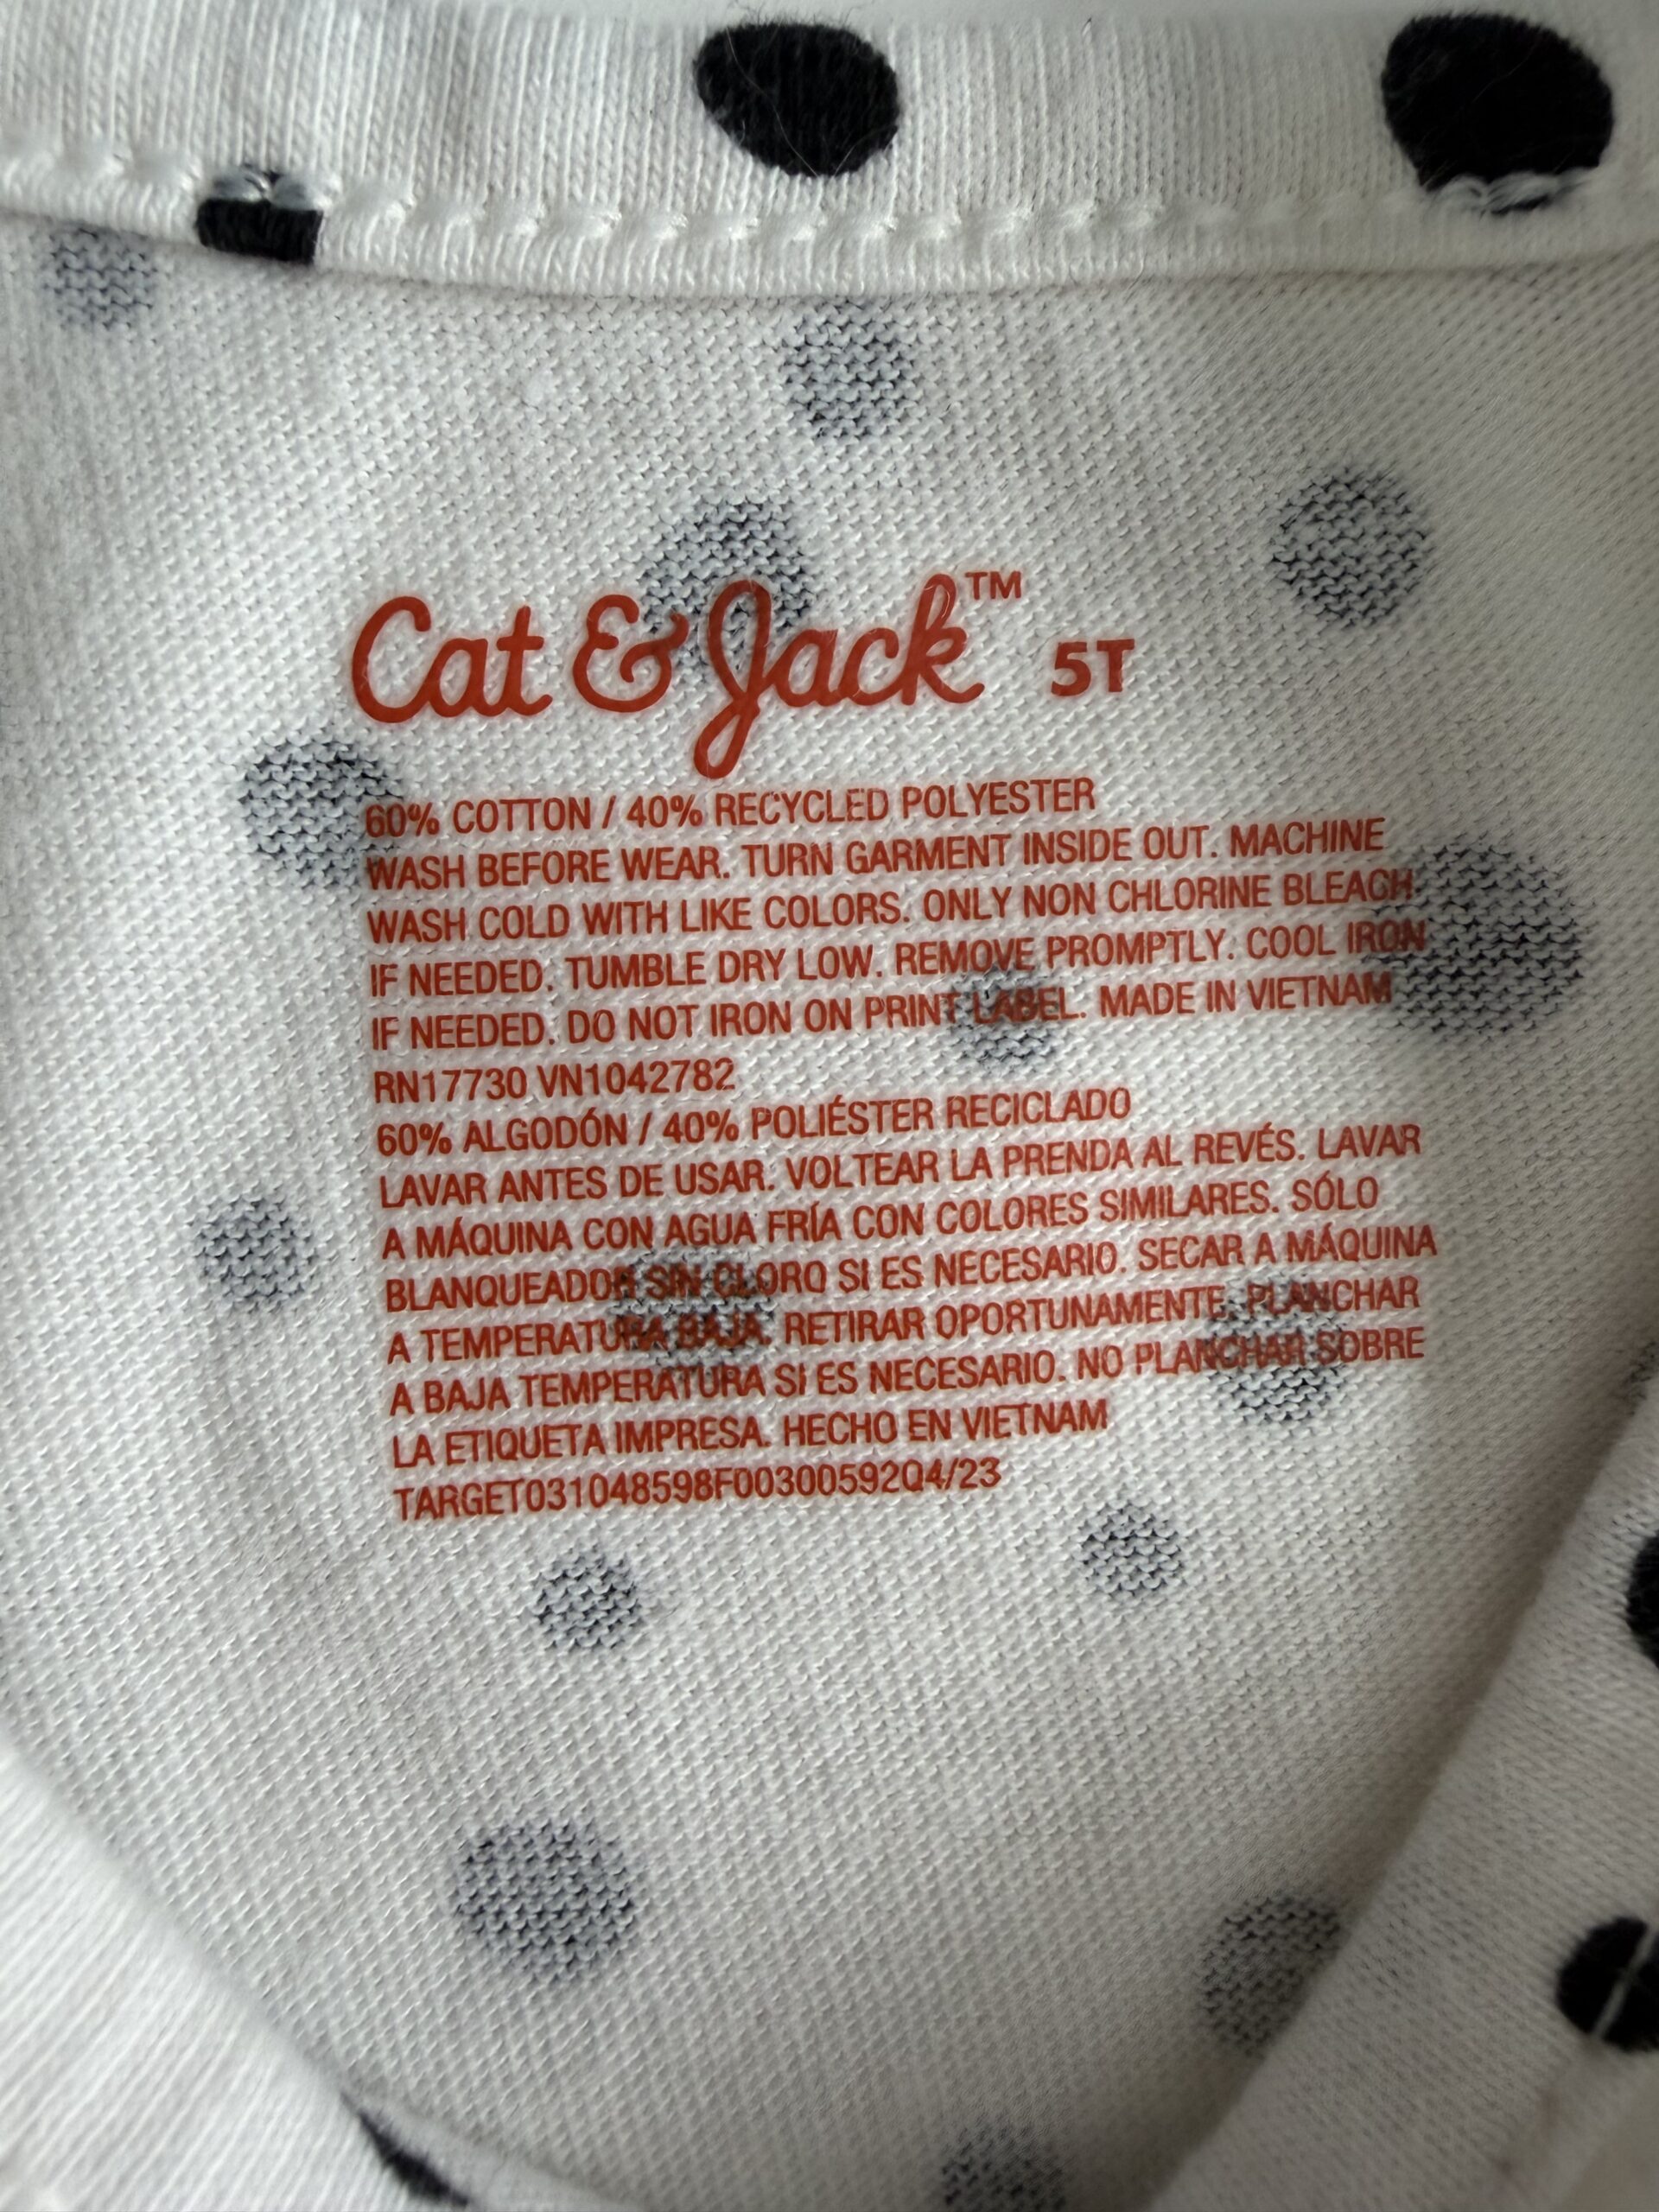 Cat & Jack™ 5T
60% COTTON / 40% RECYCLED POLYESTER
WASH BEFORE WEAR. TURN GARMENT INSIDE OUT. MACHINE
WASH COLD WITH LIKE COLORS. ONLY NON CHLORINE BLEACH
IF NEEDED. TUMBLE DRY LOW. REMOVE PROMPTLY. COOL IRON
IF NEEDED. DO NOT IRON ON PRINT LABEL. MADE IN VIETNAM
RN17730 VN1042782
60% ALGODÓN / 40% POLIÉSTER RECICLADO
LAVAR ANTES DE USAR. VOLTEAR LA PRENDA AL REVÉS. LAVAR
A MÁQUINA CON AGUA FRÍA CON COLORES SIMILARES. SÓLO
BLANQUEADOR SIN CLORO SI ES NECESARIO. SECAR A MÁQUINA
A TEMPERATURA BAJA. RETIRAR OPORTUNAMENTE. PLANCHAR
A BAJA TEMPERATURA SI ES NECESARIO. NO PLANCHAR SOBRE
LA ETIQUETA IMPRESA. HECHO EN VIETNAM
TARGET031048598F00300592Q4/23